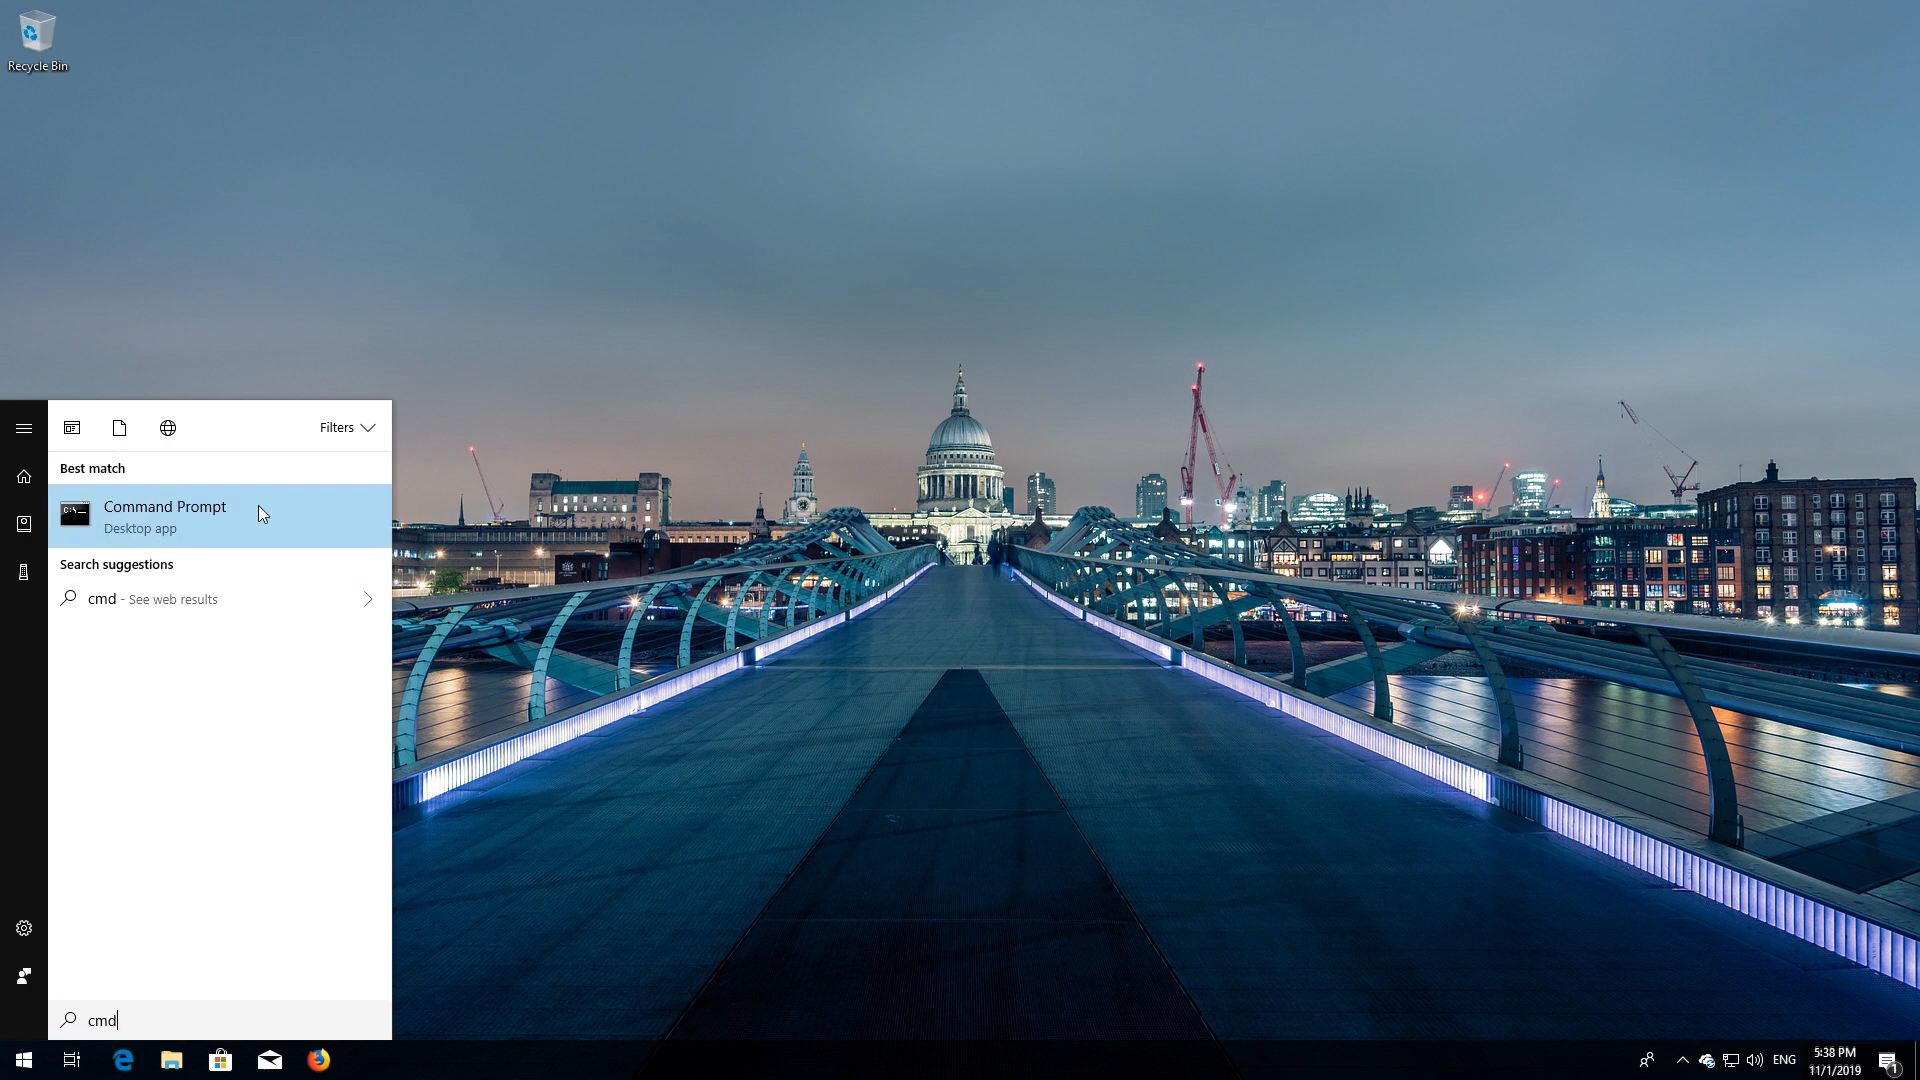 Recycle Bin
Filters
Best match
Command Prompt
Desktop app
Search suggestions
cmd - See web results
cmd
ENG
5:38 PM
11/1/2019
1